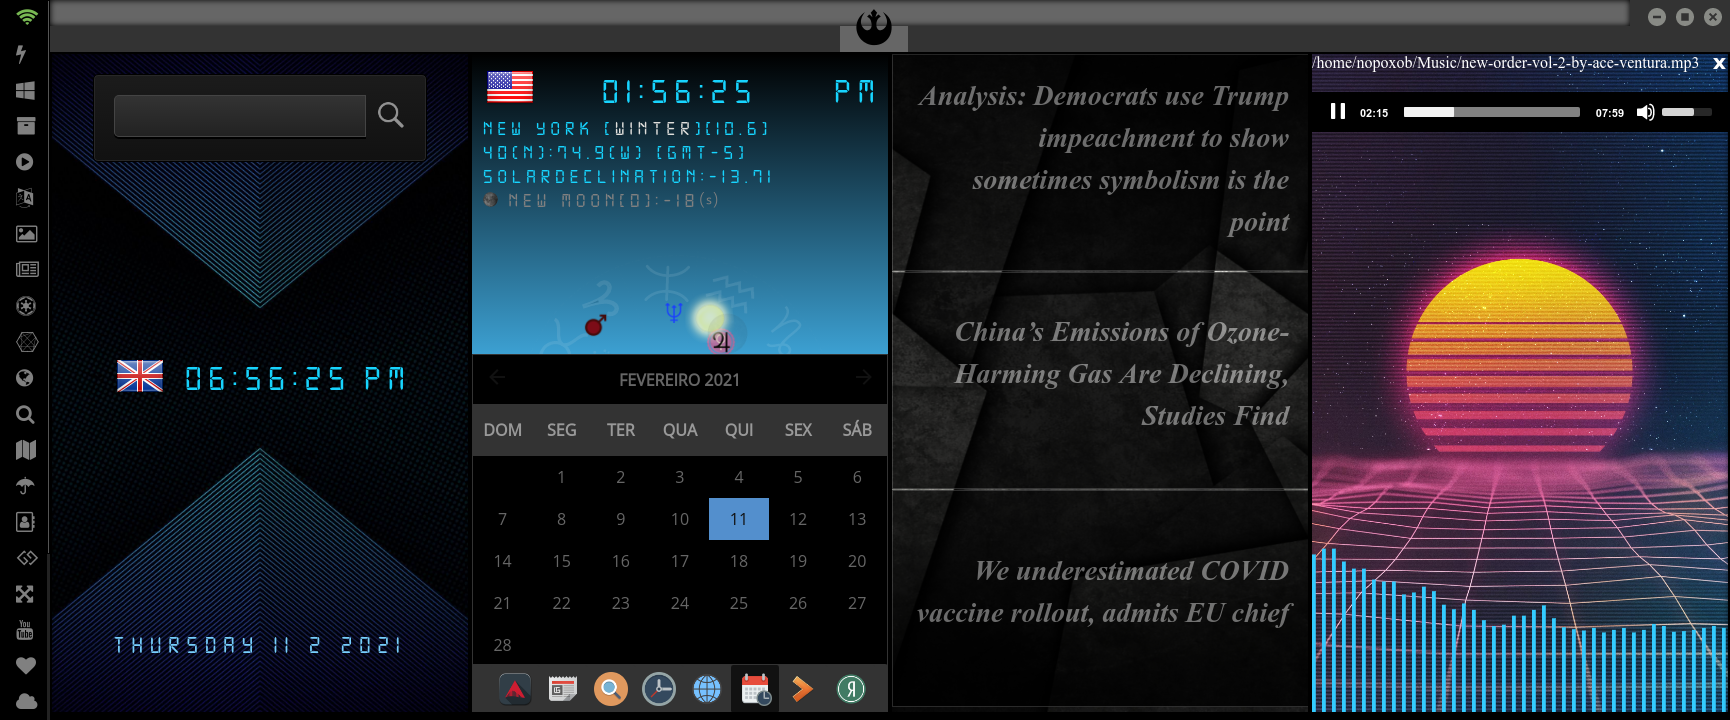 06:56:25 PM
THURSDAY 11 2 2021
01:56:25 PM
NEW YORK [WINTER][10.6]
40(N):74.9(W) [GMT-5]
SOLARDECLINATION:-13.71
NEW MOON[0]:-18(s)
FEVEREIRO 2021
DOM SEG TER QUA QUI SEX SÁB
1 2 3 4 5 6
7 8 9 10 11 12 13
14 15 16 17 18 19 20
21 22 23 24 25 26 27
28
Analysis: Democrats use Trump
impeachment to show
sometimes symbolism is the
point
China’s Emissions of Ozone-
Harming Gas Are Declining,
Studies Find
We underestimated COVID
vaccine rollout, admits EU chief
/home/nopoxob/Music/new-order-vol-2-by-ace-ventura.mp3 x
02:15 07:59
You
Tube
Я